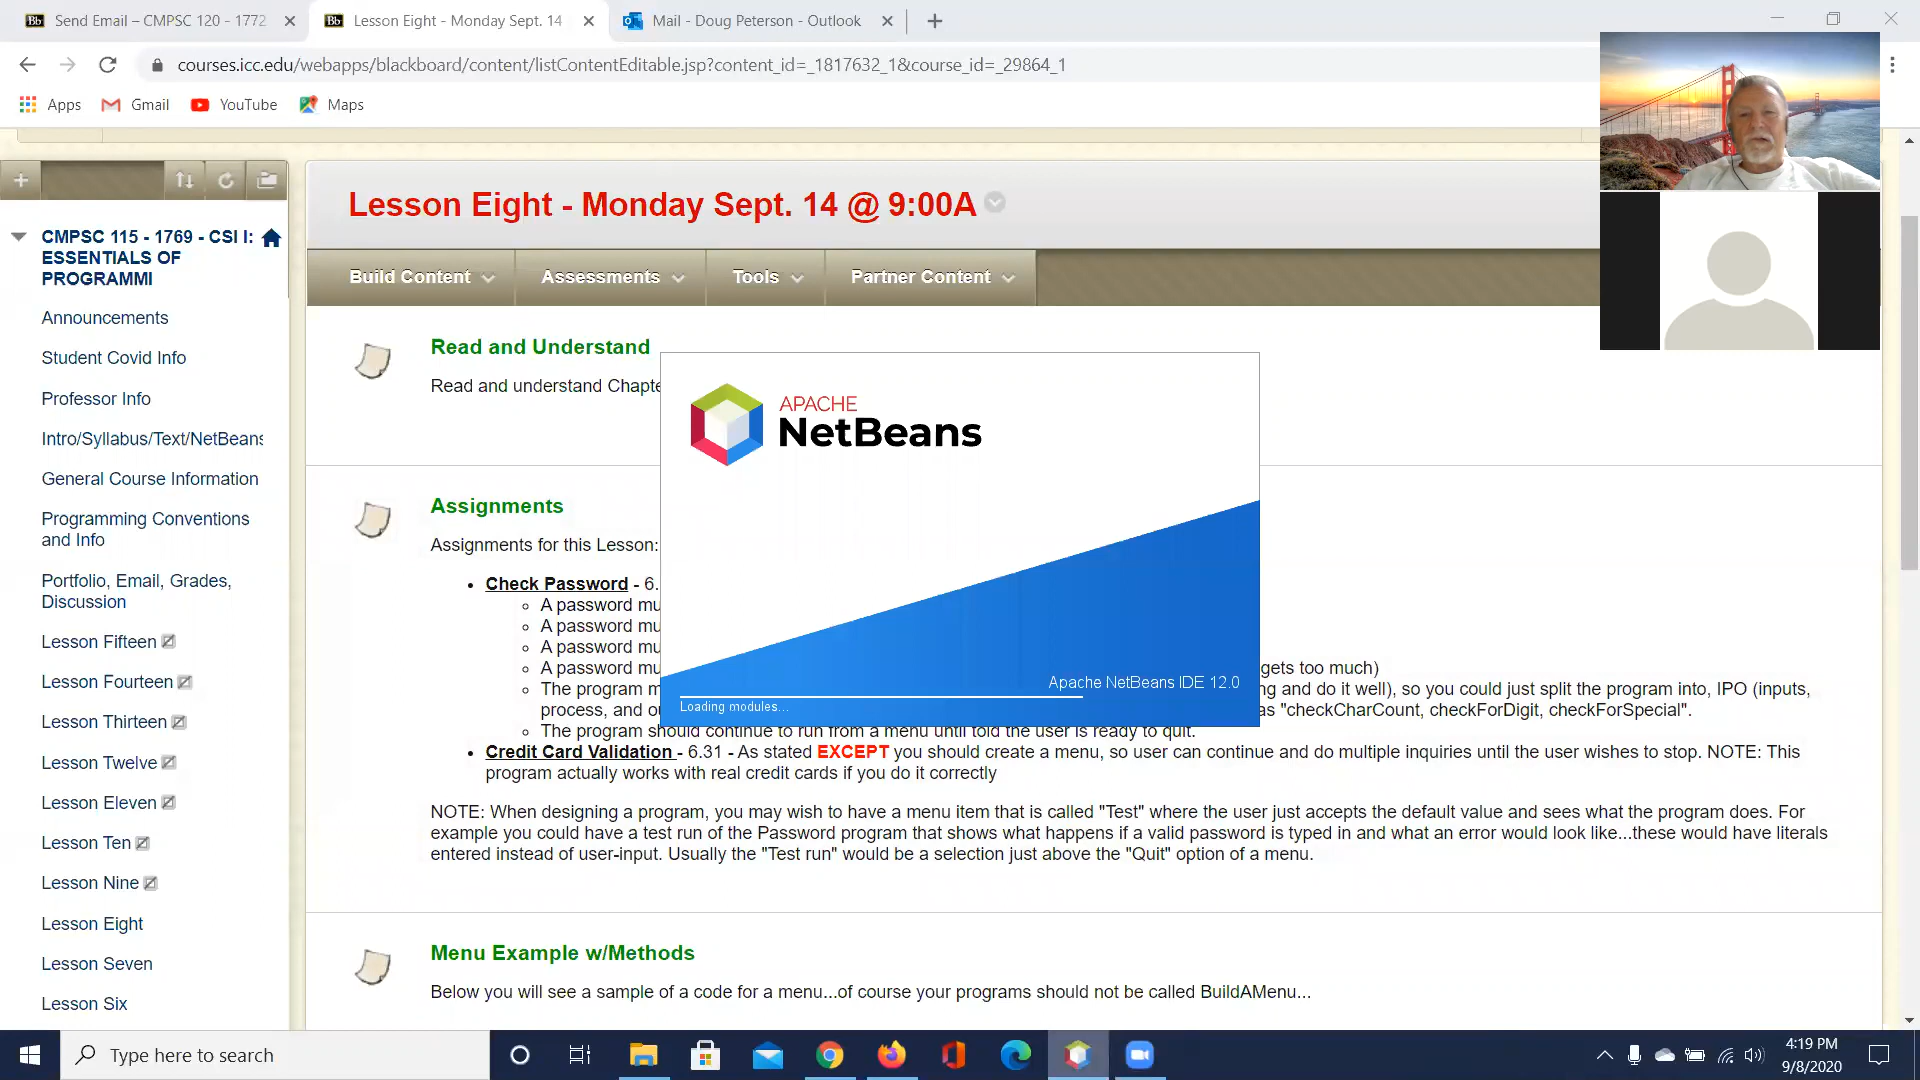 Send Email – CMPSC 120 - 1772
Lesson Eight - Monday Sept. 14
Mail - Doug Peterson - Outlook
courses.icc.edu/webapps/blackboard/content/listContentEditable.jsp?content_id=_1817632_1&course_id=_29864_1
Apps
Gmail
YouTube
Maps
Lesson Eight - Monday Sept. 14 @ 9:00A
Build Content
Assessments
Tools
Partner Content
CMPSC 115 - 1769 - CSI I:
ESSENTIALS OF
PROGRAMMI
Announcements
Student Covid Info
Professor Info
Intro/Syllabus/Text/NetBeans
General Course Information
Programming Conventions
and Info
Portfolio, Email, Grades,
Discussion
Lesson Fifteen
Lesson Fourteen
Lesson Thirteen
Lesson Twelve
Lesson Eleven
Lesson Ten
Lesson Nine
Lesson Eight
Lesson Seven
Lesson Six
Read and Understand
Read and understand Chapte
APACHE
NetBeans
Apache NetBeans IDE 12.0
Loading modules...
Assignments
Assignments for this Lesson:
Check Password - 6.
A password mu
A password mu
A password mu
A password mu gets too much)
The program m ng and do it well), so you could just split the program into, IPO (inputs,
process, and o as "checkCharCount, checkForDigit, checkForSpecial".
The program should continue to run from a menu until told the user is ready to quit.
Credit Card Validation - 6.31 - As stated EXCEPT you should create a menu, so user can continue and do multiple inquiries until the user wishes to stop. NOTE: This
program actually works with real credit cards if you do it correctly
NOTE: When designing a program, you may wish to have a menu item that is called "Test" where the user just accepts the default value and sees what the program does. For
example you could have a test run of the Password program that shows what happens if a valid password is typed in and what an error would look like...these would have literals
entered instead of user-input. Usually the "Test run" would be a selection just above the "Quit" option of a menu.
Menu Example w/Methods
Below you will see a sample of a code for a menu...of course your programs should not be called BuildAMenu...
Type here to search
4:19 PM
9/8/2020